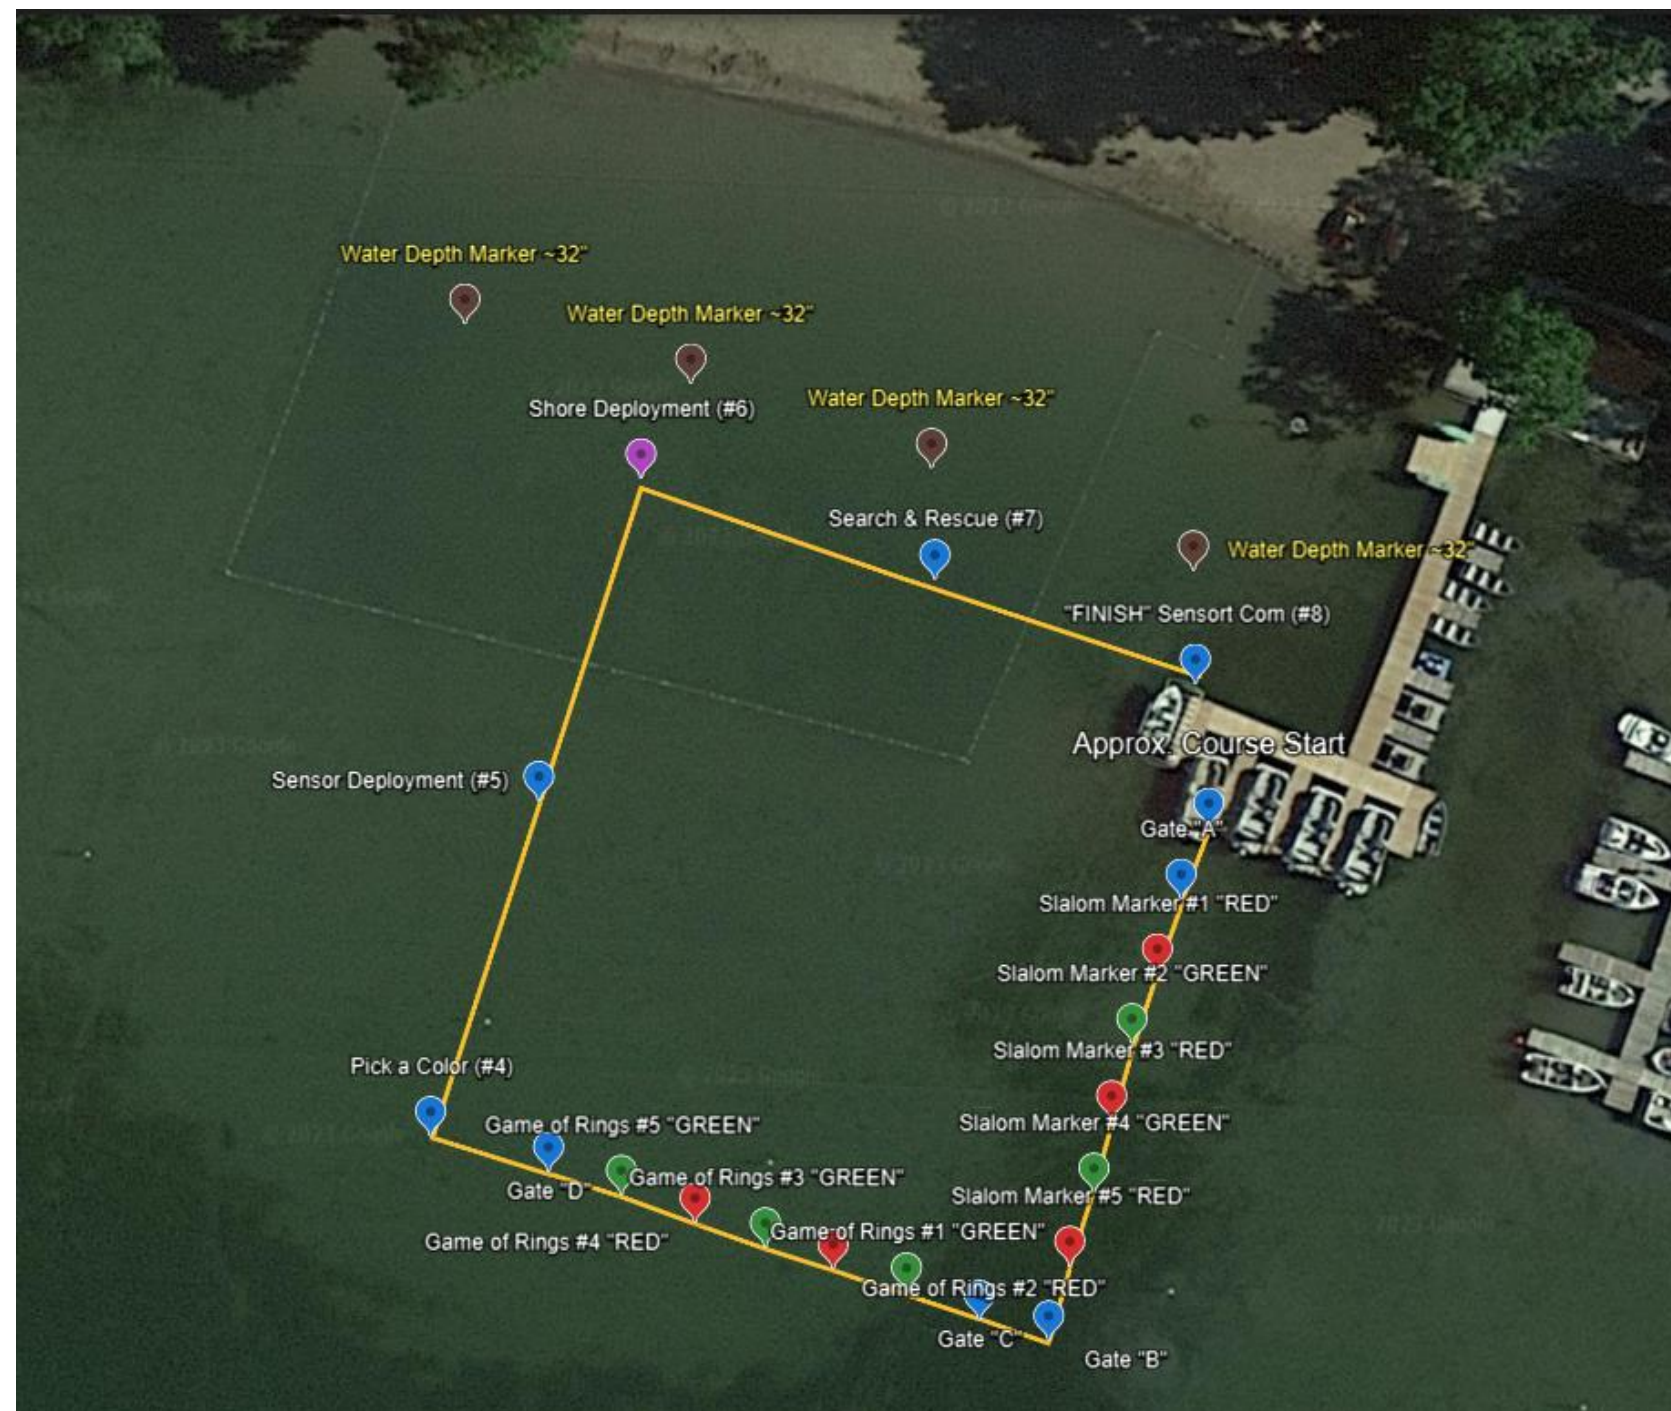 Water Depth Marker ~32"
Water Depth Marker ~32"
Water Depth Marker ~32"
Shore Deployment (#6)
Search & Rescue (#7)
Water Depth Marker ~32"
"FINISH" Sensort Com (#8)
Approx. Course Start
Sensor Deployment (#5)
Gate "A"
Slalom Marker #1 "RED"
Slalom Marker #2 "GREEN"
Slalom Marker #3 "RED"
Pick a Color (#4)
Slalom Marker #4 "GREEN"
Game of Rings #5 "GREEN"
Game of Rings #3 "GREEN"
Gate "D"
Slalom Marker #5 "RED"
Game of Rings #1 "GREEN"
Game of Rings #4 "RED"
Game of Rings #2 "RED"
Gate "C"
Gate "B"